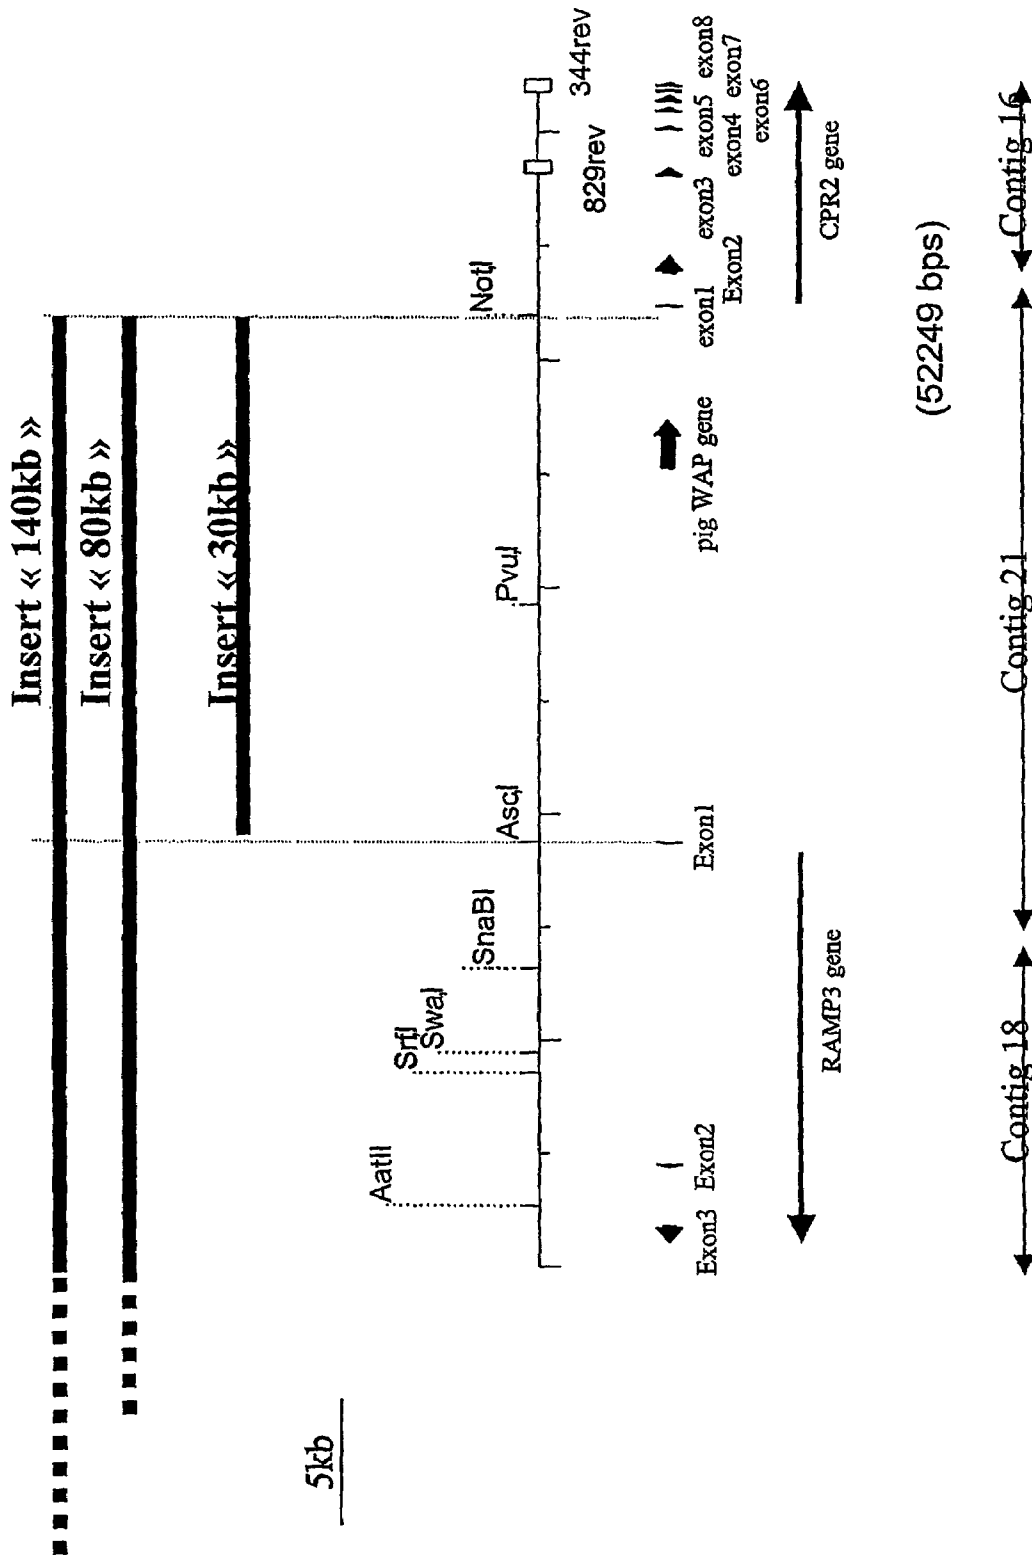 Insert « 140kb »
Insert « 80kb »
Insert « 30kb »
5kb
AatII
SrfI
SwaI
SnaBI
AscI
PvuI
NotI
829rev
344rev
Exon3
Exon2
Exon1
pig WAP gene
exon1
Exon2
exon3
exon4
exon5
exon6
exon7
exon8
RAMP3 gene
CPR2 gene
(52249 bps)
Contig 18
Contig 21
Contig 16